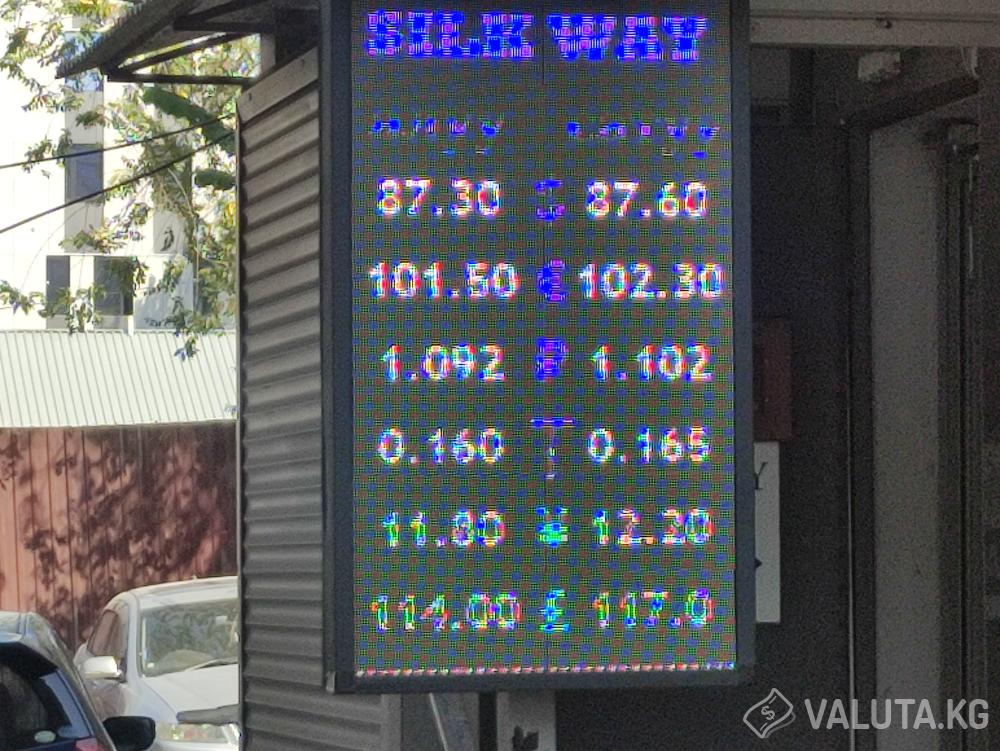 SILK WAY
87.30 $ 87.60
101.50 € 102.30
1.092 ₽ 1.102
0.160 T 0.165
11.80 ¥ 12.20
114.00 £ 117.0
Y
VALUTA.KG